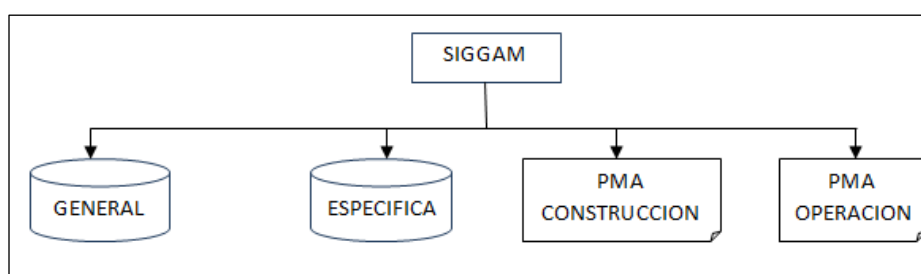 SIGGAM
GENERAL
ESPECIFICA
PMA
CONSTRUCCION
PMA
OPERACION